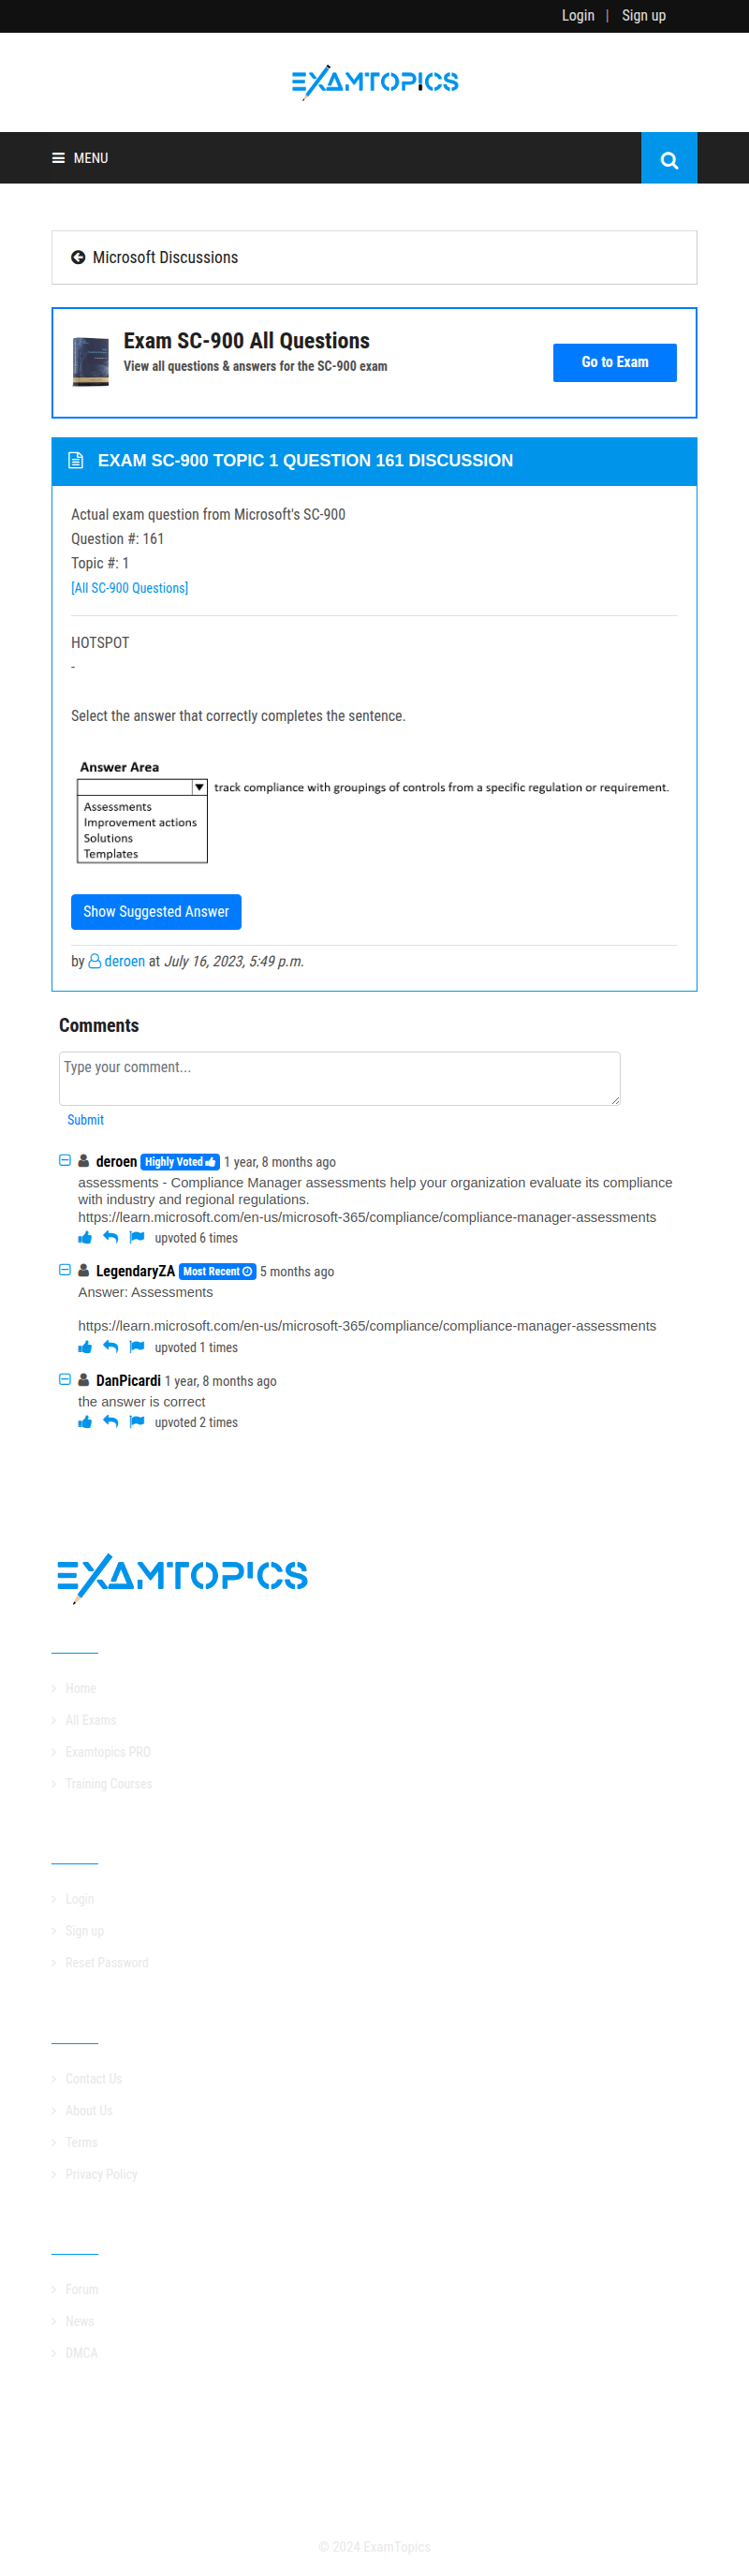 Login | Sign up
EXAMTOPICS
MENU
Microsoft Discussions
Exam SC-900 All Questions
View all questions & answers for the SC-900 exam
Go to Exam
EXAM SC-900 TOPIC 1 QUESTION 161 DISCUSSION
Actual exam question from Microsoft's SC-900
Question #: 161
Topic #: 1
[All SC-900 Questions]
HOTSPOT
-
Select the answer that correctly completes the sentence.
Answer Area
track compliance with groupings of controls from a specific regulation or requirement.
Assessments
Improvement actions
Solutions
Templates
Show Suggested Answer
by deroen at July 16, 2023, 5:49 p.m.
Comments
Type your comment...
Submit
deroen Highly Voted 1 year, 8 months ago
assessments - Compliance Manager assessments help your organization evaluate its compliance
with industry and regional regulations.
https://learn.microsoft.com/en-us/microsoft-365/compliance/compliance-manager-assessments
upvoted 6 times
LegendaryZA Most Recent 5 months ago
Answer: Assessments
https://learn.microsoft.com/en-us/microsoft-365/compliance/compliance-manager-assessments
upvoted 1 times
DanPicardi 1 year, 8 months ago
the answer is correct
upvoted 2 times
EXAMTOPICS
Home
All Exams
Examtopics PRO
Training Courses
Login
Sign up
Reset Password
Contact Us
About Us
Terms
Privacy Policy
Forum
News
DMCA
© 2024 ExamTopics